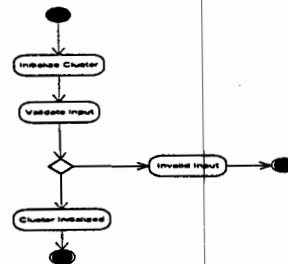 Initialize Cluster
Validate Input
Invalid Input
Cluster Initialized